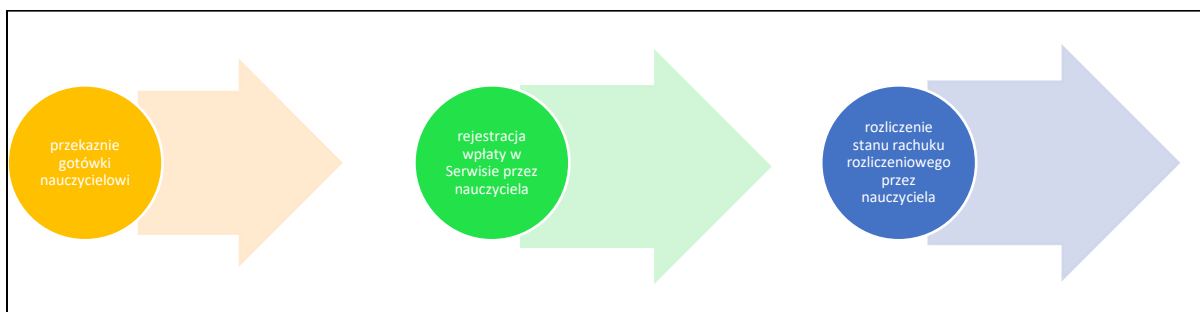 przekaznie
gotówki
nauczycielowi
rejestracja
wpłaty w
Serwisie przez
nauczyciela
rozliczenie
stanu rachuku
rozliczeniowego
przez
nauczyciela